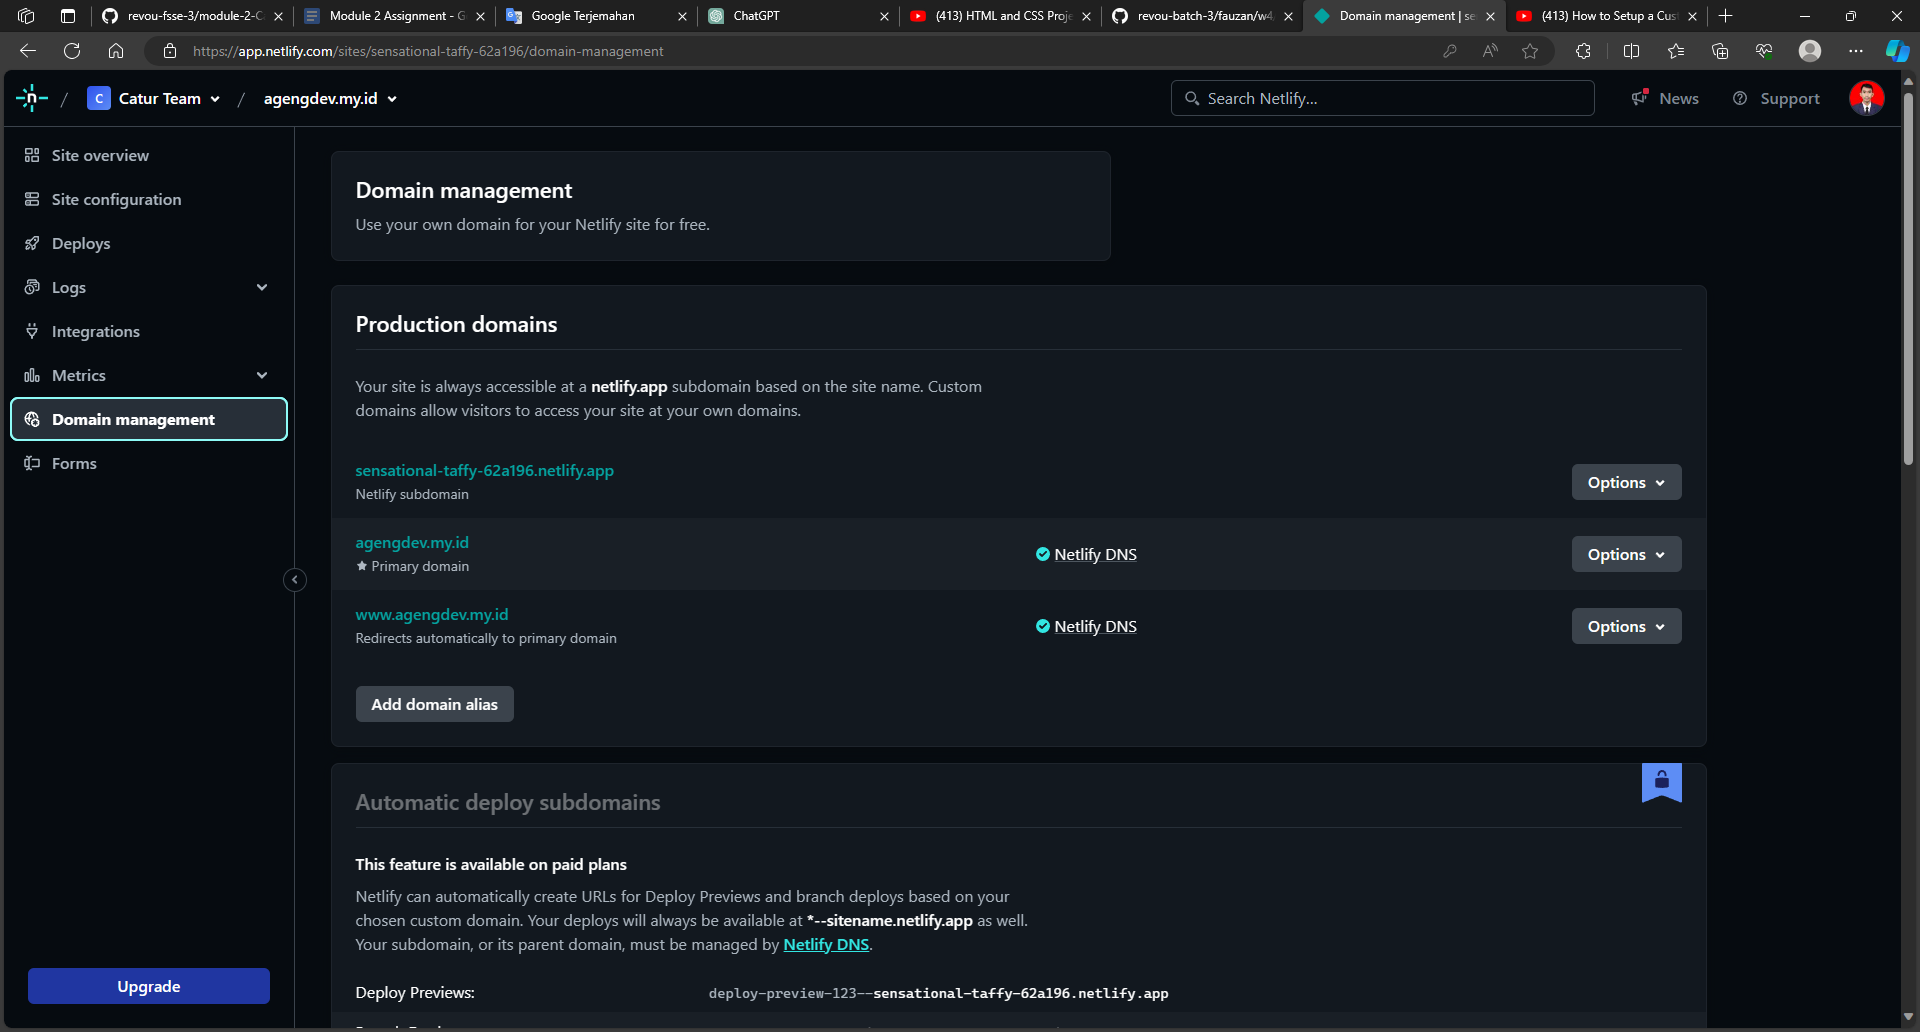 revou-fsse-3/module-2-C
Module 2 Assignment - G
Google Terjemahan
ChatGPT
(413) HTML and CSS Proje
revou-batch-3/fauzan/w4
Domain management | se
(413) How to Setup a Cus
https://app.netlify.com/sites/sensational-taffy-62a196/domain-management
/ C Catur Team / agengdev.my.id
Search Netlify...
News
Support
Site overview
Site configuration
Deploys
Logs
Integrations
Metrics
Domain management
Forms
Upgrade
Domain management
Use your own domain for your Netlify site for free.
Production domains
Your site is always accessible at a netlify.app subdomain based on the site name. Custom
domains allow visitors to access your site at your own domains.
sensational-taffy-62a196.netlify.app
Netlify subdomain
Options
agengdev.my.id
Primary domain
Netlify DNS
Options
www.agengdev.my.id
Redirects automatically to primary domain
Netlify DNS
Options
Add domain alias
Automatic deploy subdomains
This feature is available on paid plans
Netlify can automatically create URLs for Deploy Previews and branch deploys based on your
chosen custom domain. Your deploys will always be available at *--sitename.netlify.app as well.
Your subdomain, or its parent domain, must be managed by Netlify DNS.
Deploy Previews:
deploy-preview-123--sensational-taffy-62a196.netlify.app